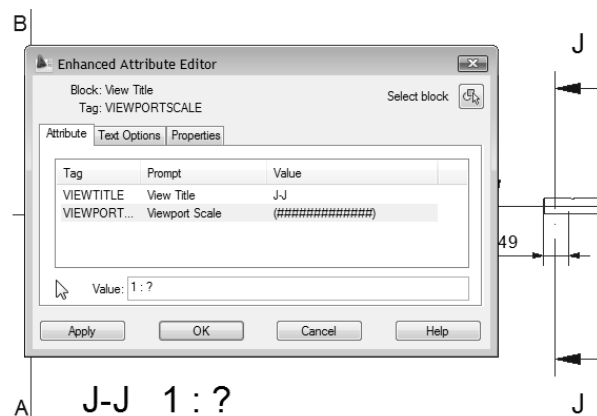 B
J
Enhanced Attribute Editor
Block: View Title
Tag: VIEWPORTSCALE
Select block
Attribute Text Options Properties
Tag Prompt Value
VIEWTITLE View Title J-J
VIEWPORT... Viewport Scale (#############)
49
Value: 1 : ?
Apply OK Cancel Help
A J-J 1 : ? J